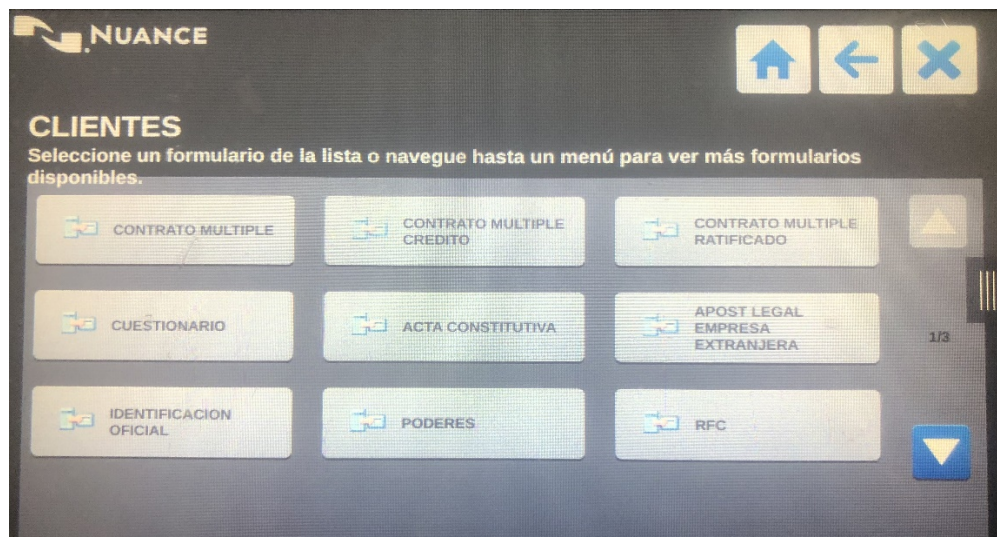 NUANCE
CLIENTES
Seleccione un formulario de la lista o navegue hasta un menú para ver más formularios
disponibles.
CONTRATO MULTIPLE
CONTRATO MULTIPLE
CREDITO
CONTRATO MULTIPLE
RATIFICADO
CUESTIONARIO
ACTA CONSTITUTIVA
APOST LEGAL
EMPRESA
EXTRANJERA
1/3
IDENTIFICACION
OFICIAL
PODERES
RFC